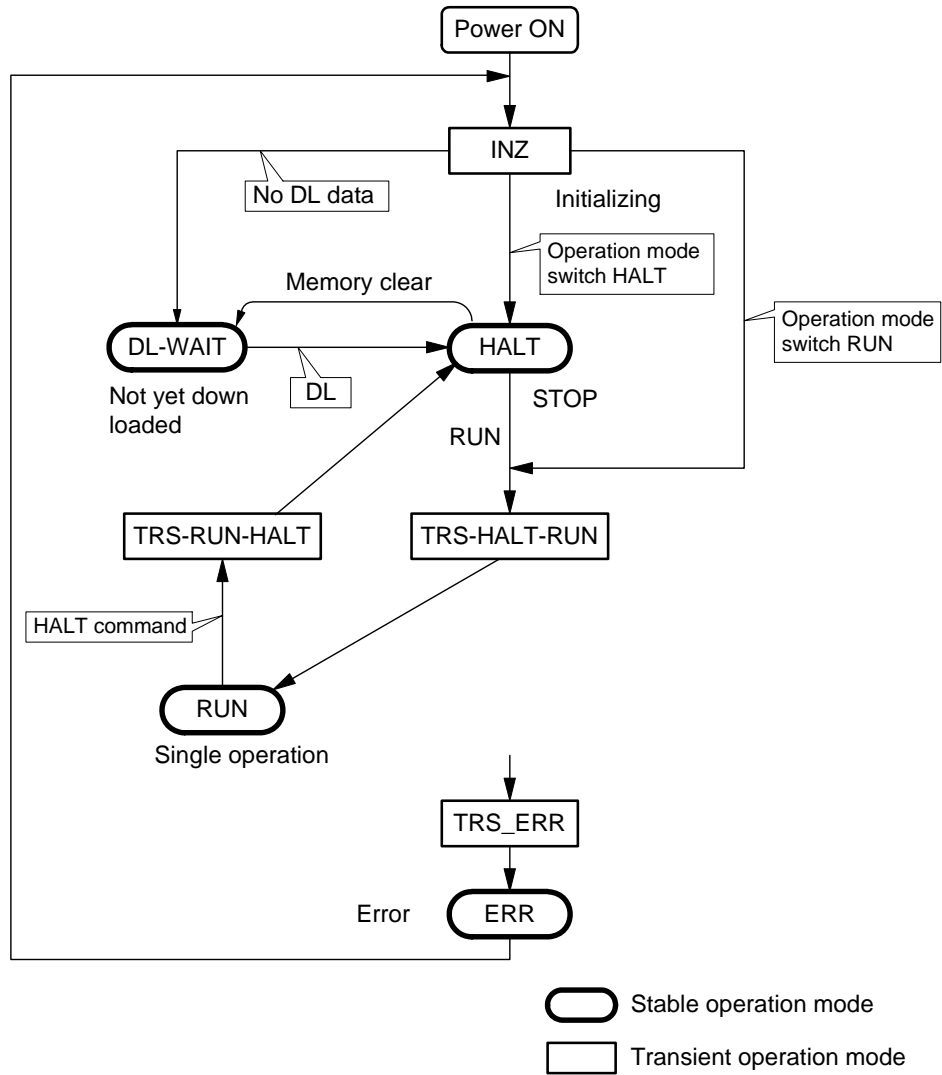 Power ON
INZ
No DL data
Initializing
Operation mode
switch HALT
Memory clear
Operation mode
switch RUN
DL-WAIT
HALT
DL
Not yet down
loaded
STOP
RUN
TRS-RUN-HALT
TRS-HALT-RUN
HALT command
RUN
Single operation
TRS_ERR
Error
ERR
Stable operation mode
Transient operation mode